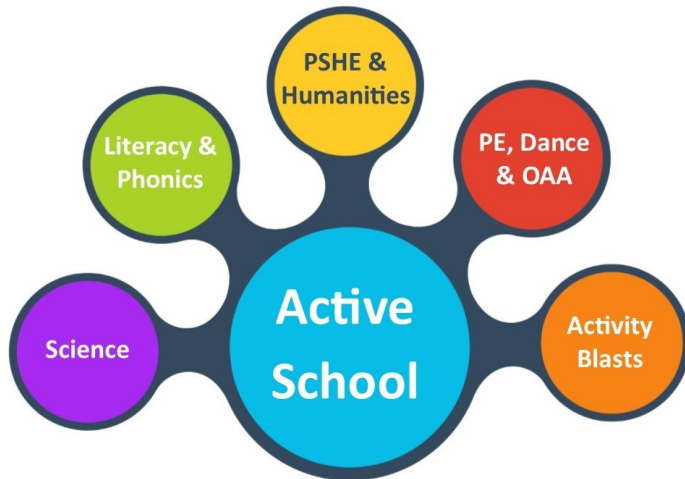 PSHE &
Humanities
Literacy &
Phonics
PE, Dance
& OAA
Science
Active
School
Activity
Blasts